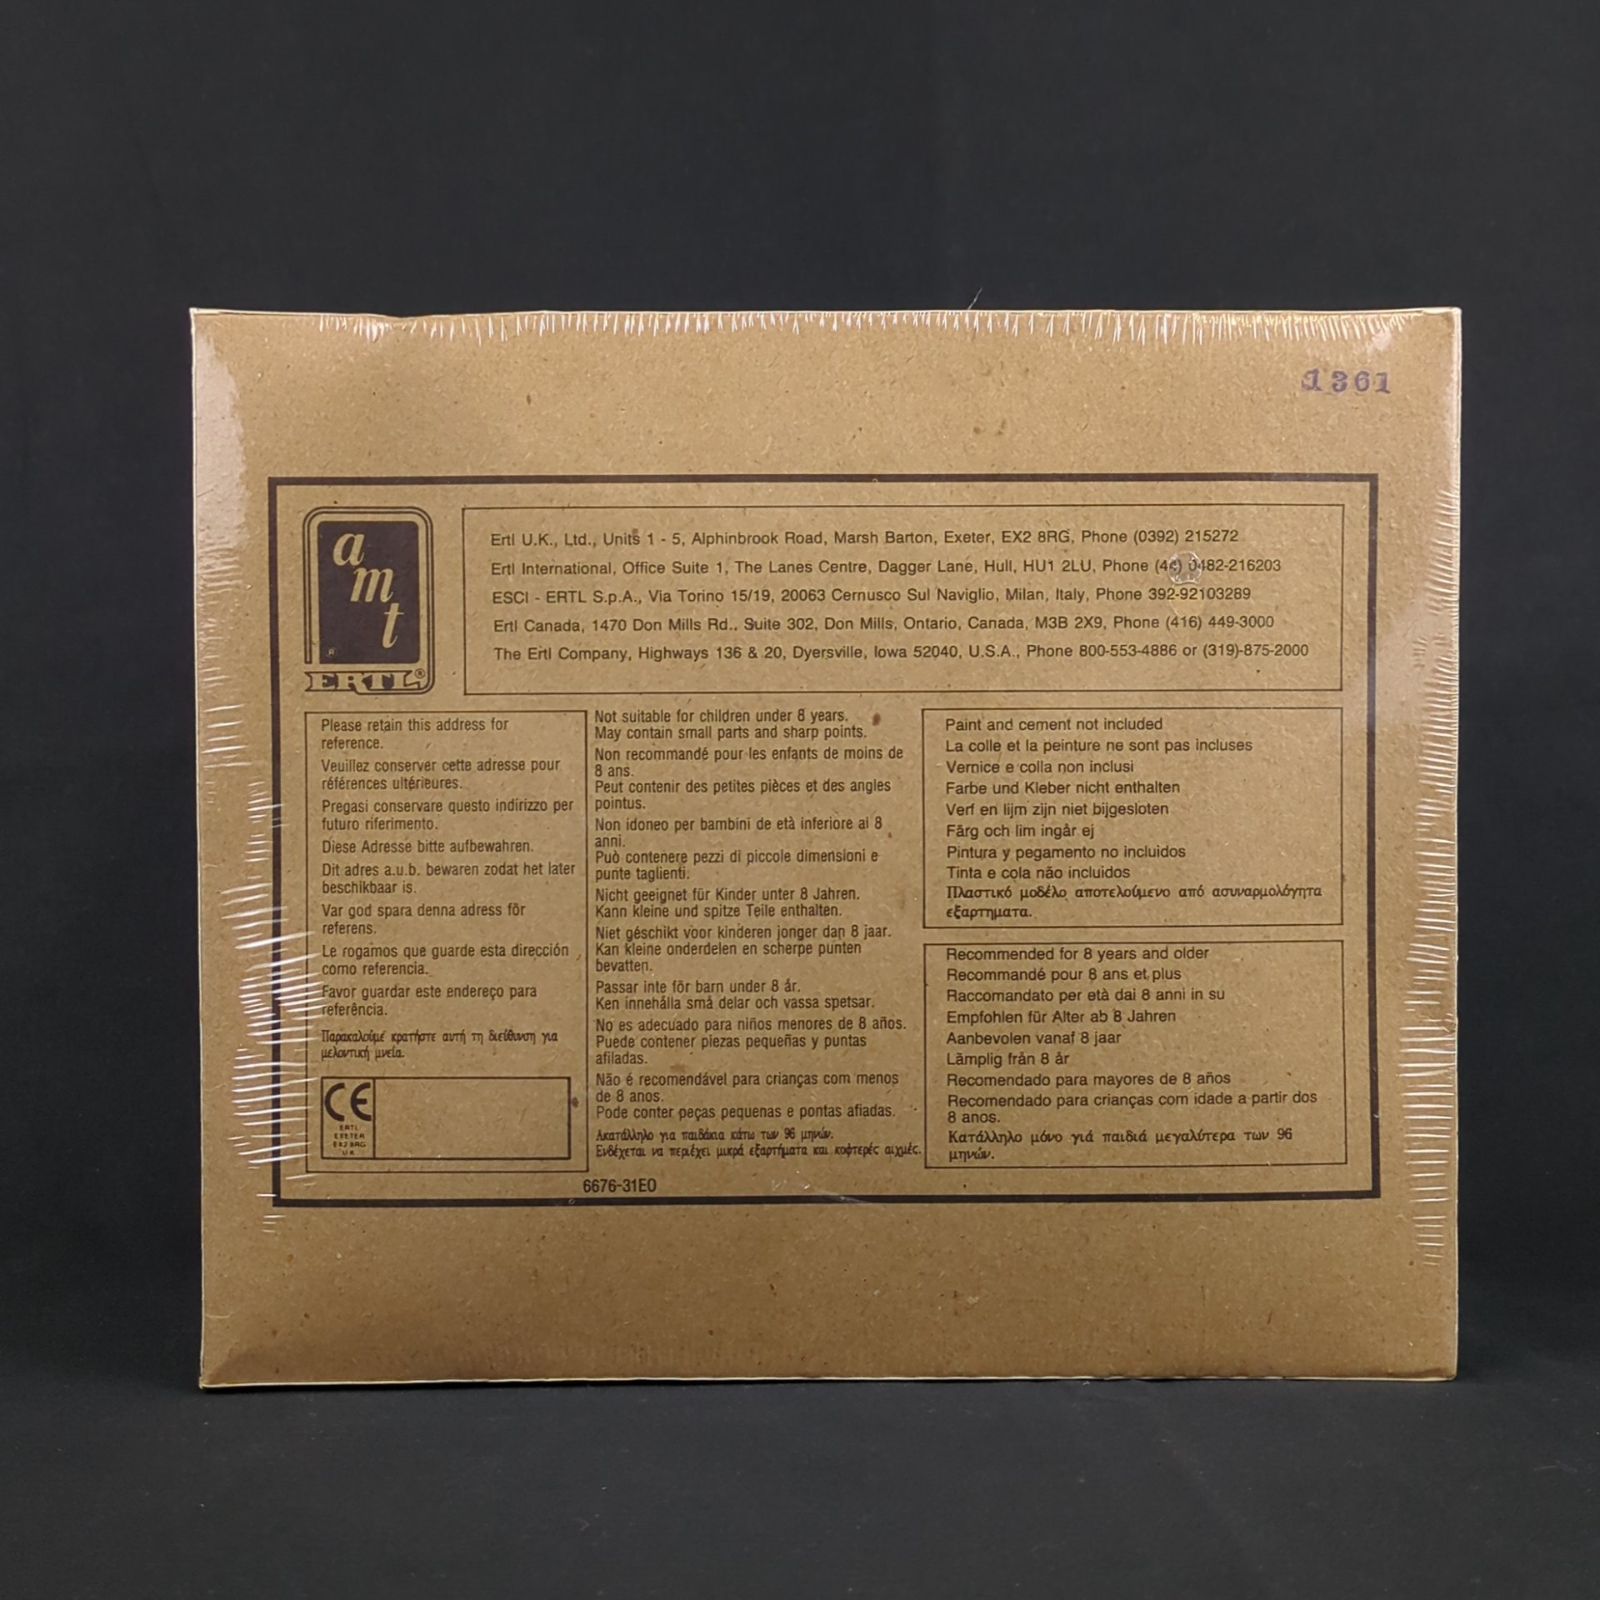 1361
a
m
t
®
ERTL®
Ertl U.K., Ltd., Units 1 - 5, Alphinbrook Road, Marsh Barton, Exeter, EX2 8RG, Phone (0392) 215272
Ertl International, Office Suite 1, The Lanes Centre, Dagger Lane, Hull, HU1 2LU, Phone (44) 0482-216203
ESCI - ERTL S.p.A., Via Torino 15/19, 20063 Cernusco Sul Naviglio, Milan, Italy, Phone 392-92103289
Ertl Canada, 1470 Don Mills Rd., Suite 302, Don Mills, Ontario, Canada, M3B 2X9, Phone (416) 449-3000
The Ertl Company, Highways 136 & 20, Dyersville, Iowa 52040, U.S.A., Phone 800-553-4886 or (319)-875-2000
Please retain this address for
reference.
Veuillez conserver cette adresse pour
références ultérieures.
Pregasi conservare questo indirizzo per
futuro riferimento.
Diese Adresse bitte aufbewahren.
Dit adres a.u.b. bewaren zodat het later
beschikbaar is.
Var god spara denna adress för
referens.
Le rogamos que guarde esta dirección
como referencia.
Favor guardar este endereço para
referência.
Παρακαλούμέ κρατήστε αυτή τη διεύθυνση για
μελοντική μνεία.
CE
ERTL
EXETER
EX2 8RG
UK
Not suitable for children under 8 years.
May contain small parts and sharp points.
Non recommandé pour les enfants de moins de
8 ans.
Peut contenir des petites pièces et des angles
pointus.
Non idoneo per bambini de età inferiore ai 8
anni.
Può contenere pezzi di piccole dimensioni e
punte taglienti.
Nicht geeignet für Kinder unter 8 Jahren.
Kann kleine und spitze Teile enthalten.
Niet géschikt voor kinderen jonger dan 8 jaar.
Kan kleine onderdelen en scherpe punten
bevatten.
Passar inte för barn under 8 år.
Ken innehålla små delar och vassa spetsar.
No es adecuado para niños menores de 8 años.
Puede contener piezas pequeñas y puntas
afiladas.
Não é recomendável para crianças com menos
de 8 anos.
Pode conter peças pequenas e pontas afiadas.
Ακατάλληλο για παιδάκια κάτω των 96 μηνών.
Ενδέχεται να περιέχει μικρά εξαρτήματα και κοφτερές αιχμές.
Paint and cement not included
La colle et la peinture ne sont pas incluses
Vernice e colla non inclusi
Farbe und Kleber nicht enthalten
Verf en lijm zijn niet bijgesloten
Färg och lim ingår ej
Pintura y pegamento no incluidos
Tinta e cola não incluidos
Πλαστικό μοδέλο αποτελούμενο από ασυναρμολόγητα
εξαρτηματα.
Recommended for 8 years and older
Recommandé pour 8 ans et plus
Raccomandato per età dai 8 anni in su
Empfohlen für Alter ab 8 Jahren
Aanbevolen vanaf 8 jaar
Lämplig från 8 år
Recomendado para mayores de 8 años
Recomendado para crianças com idade a partir dos
8 anos.
Κατάλληλο μόνο γιά παιδιά μεγαλύτερα των 96
μηνών.
6676-31EO